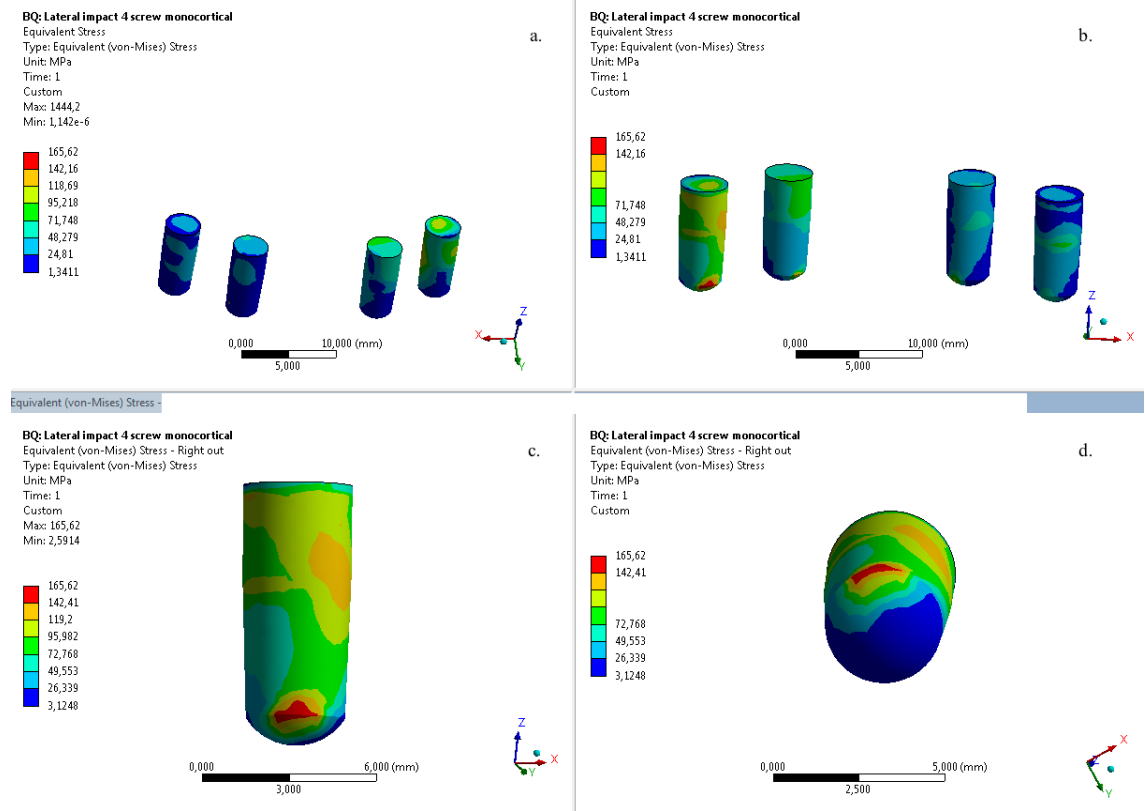 BQ: Lateral impact 4 screw monocortical
Equivalent Stress
Type: Equivalent (von-Mises) Stress
Unit: MPa
Time: 1
Custom
Max: 1444,2
Min: 1,142e-6
a.
165,62
142,16
118,69
95,218
71,748
48,279
24,81
1,3411
0,000
10,000 (mm)
5,000
X
Z
Y
BQ: Lateral impact 4 screw monocortical
Equivalent Stress
Type: Equivalent (von-Mises) Stress
Unit: MPa
Time: 1
Custom
b.
165,62
142,16
71,748
48,279
24,81
1,3411
0,000
10,000 (mm)
5,000
Z
X
Equivalent (von-Mises) Stress -
BQ: Lateral impact 4 screw monocortical
Equivalent (von-Mises) Stress - Right out
Type: Equivalent (von-Mises) Stress
Unit: MPa
Time: 1
Custom
Max: 165,62
Min: 2,5914
c.
165,62
142,41
119,2
95,982
72,768
49,553
26,339
3,1248
0,000
6,000 (mm)
3,000
Z
X
Y
BQ: Lateral impact 4 screw monocortical
Equivalent (von-Mises) Stress - Right out
Type: Equivalent (von-Mises) Stress
Unit: MPa
Time: 1
Custom
d.
165,62
142,41
72,768
49,553
26,339
3,1248
0,000
5,000 (mm)
2,500
X
Y